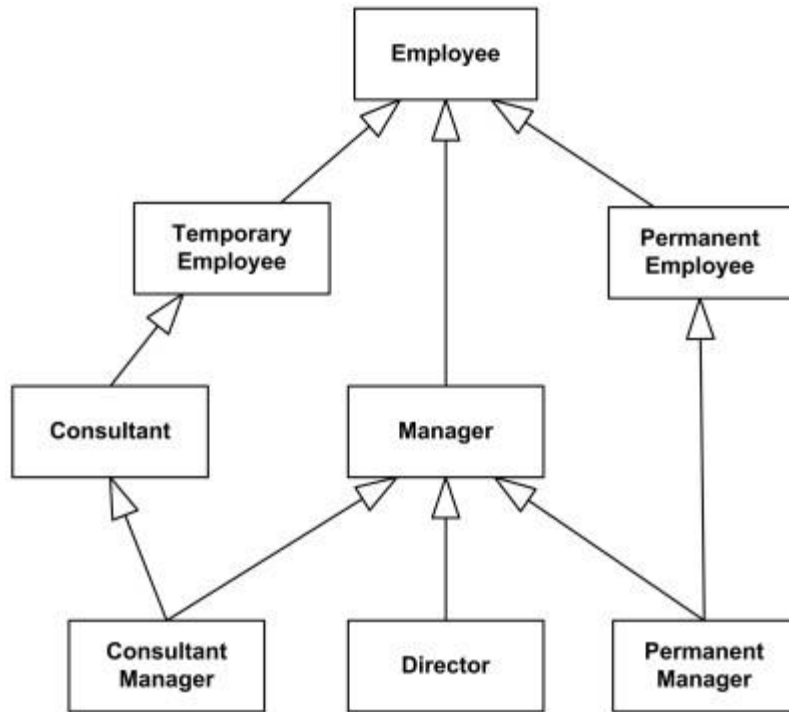 Employee
Temporary
Employee
Permanent
Employee
Consultant
Manager
Consultant
Manager
Director
Permanent
Manager